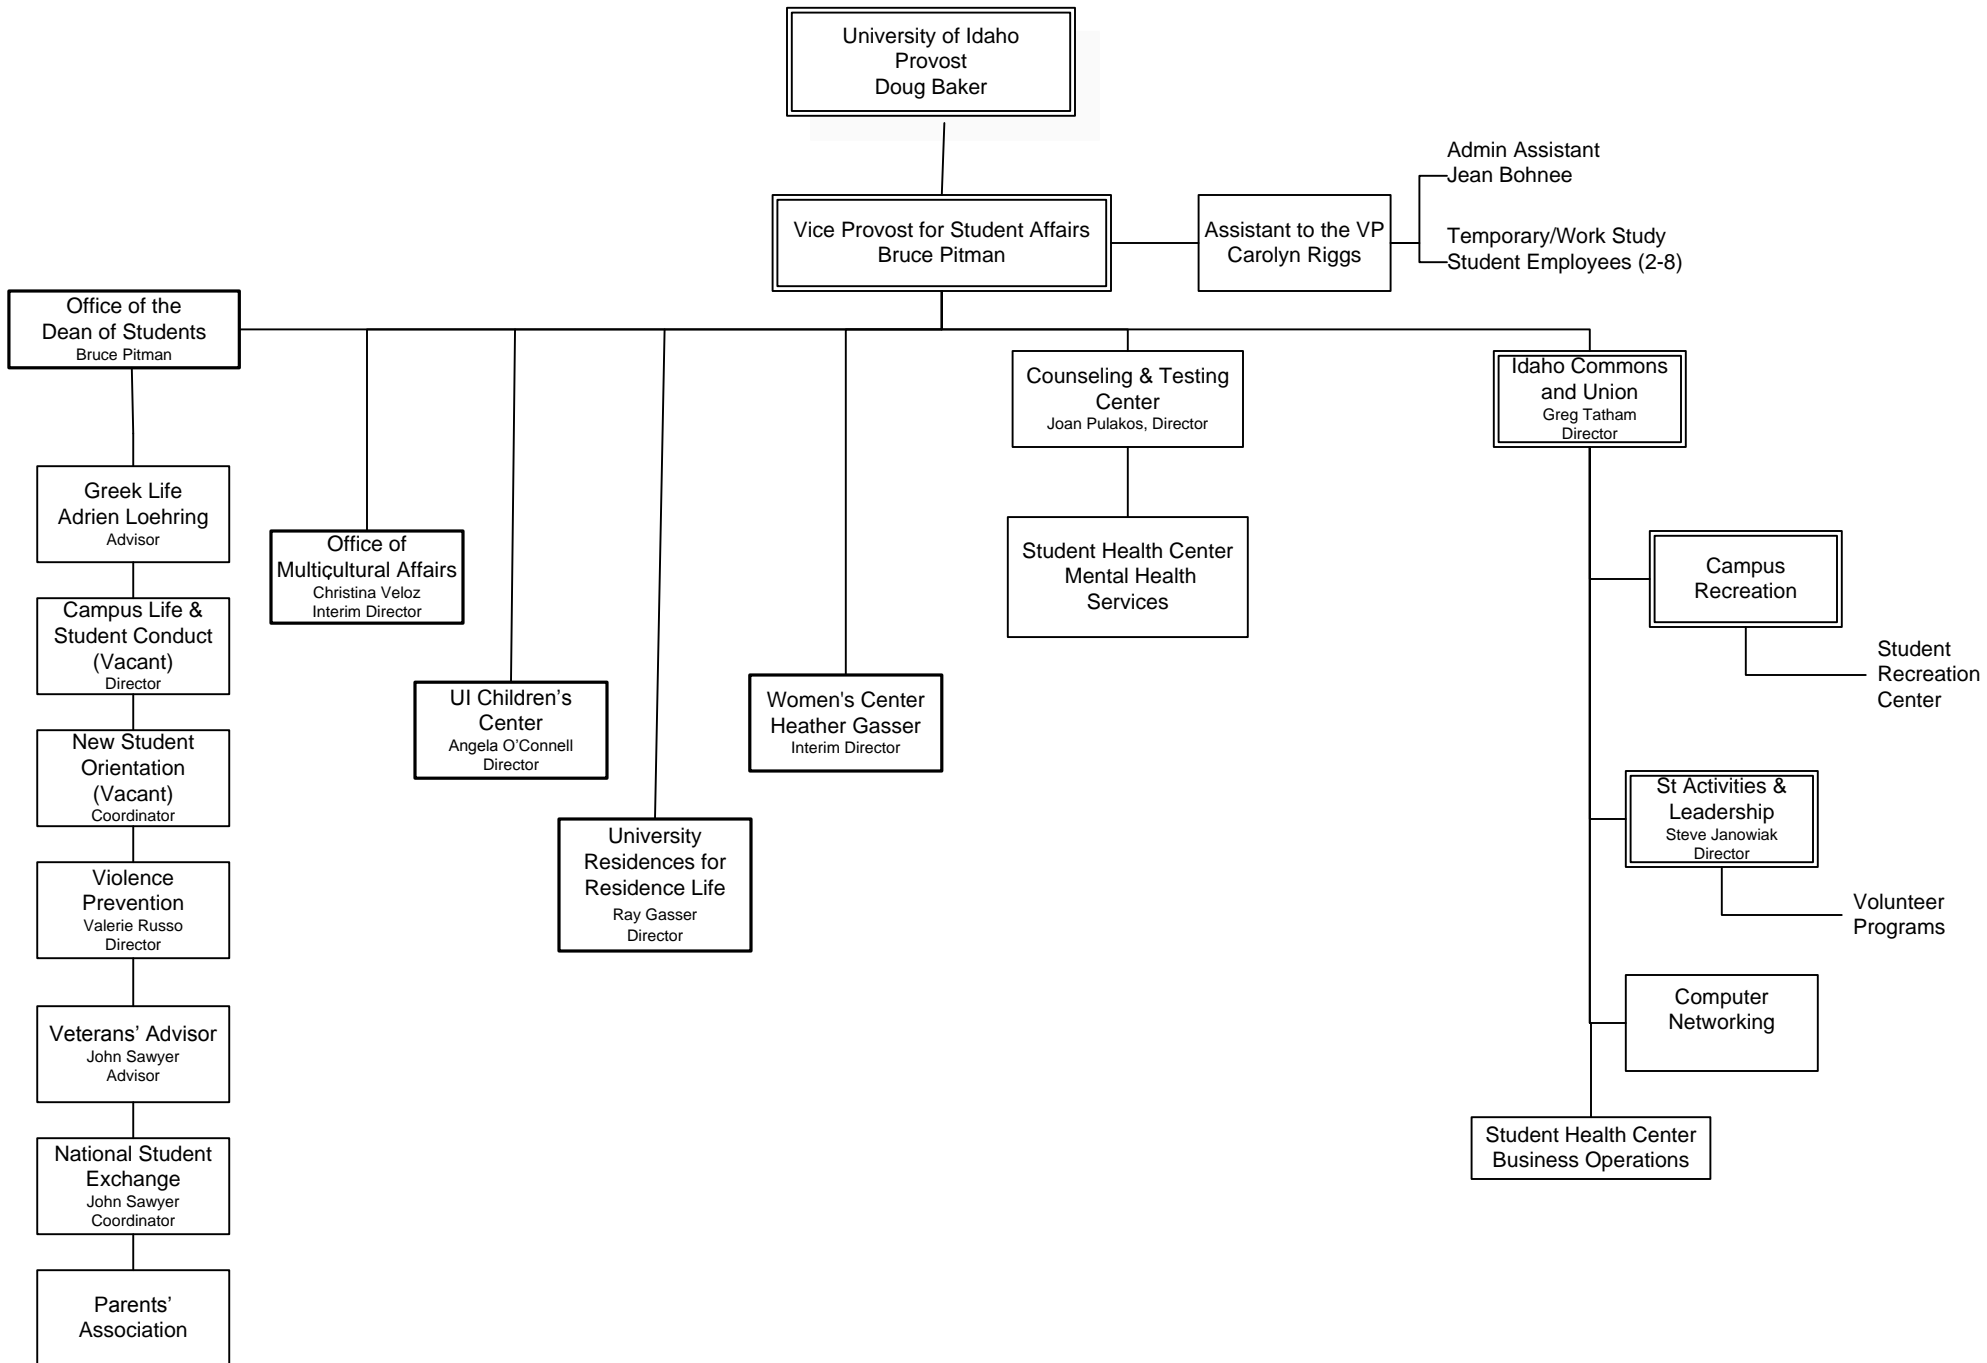 University of Idaho
Provost
Doug Baker
Admin Assistant
Jean Bohnee
Vice Provost for Student Affairs
Bruce Pitman
Assistant to the VP
Carolyn Riggs
Temporary/Work Study
Student Employees (2-8)
Office of the
Dean of Students
Bruce Pitman
Greek Life
Adrien Loehring
Advisor
Campus Life &
Student Conduct
(Vacant)
Director
New Student
Orientation
(Vacant)
Coordinator
Violence
Prevention
Valerie Russo
Director
Veterans’ Advisor
John Sawyer
Advisor
National Student
Exchange
John Sawyer
Coordinator
Parents’
Association
Office of
Multicultural Affairs
Christina Veloz
Interim Director
UI Children’s
Center
Angela O’Connell
Director
University
Residences for
Residence Life
Ray Gasser
Director
Women's Center
Heather Gasser
Interim Director
Counseling & Testing
Center
Joan Pulakos, Director
Student Health Center
Mental Health
Services
Idaho Commons
and Union
Greg Tatham
Director
Campus
Recreation
Student
Recreation
Center
St Activities &
Leadership
Steve Janowiak
Director
Volunteer
Programs
Computer
Networking
Student Health Center
Business Operations